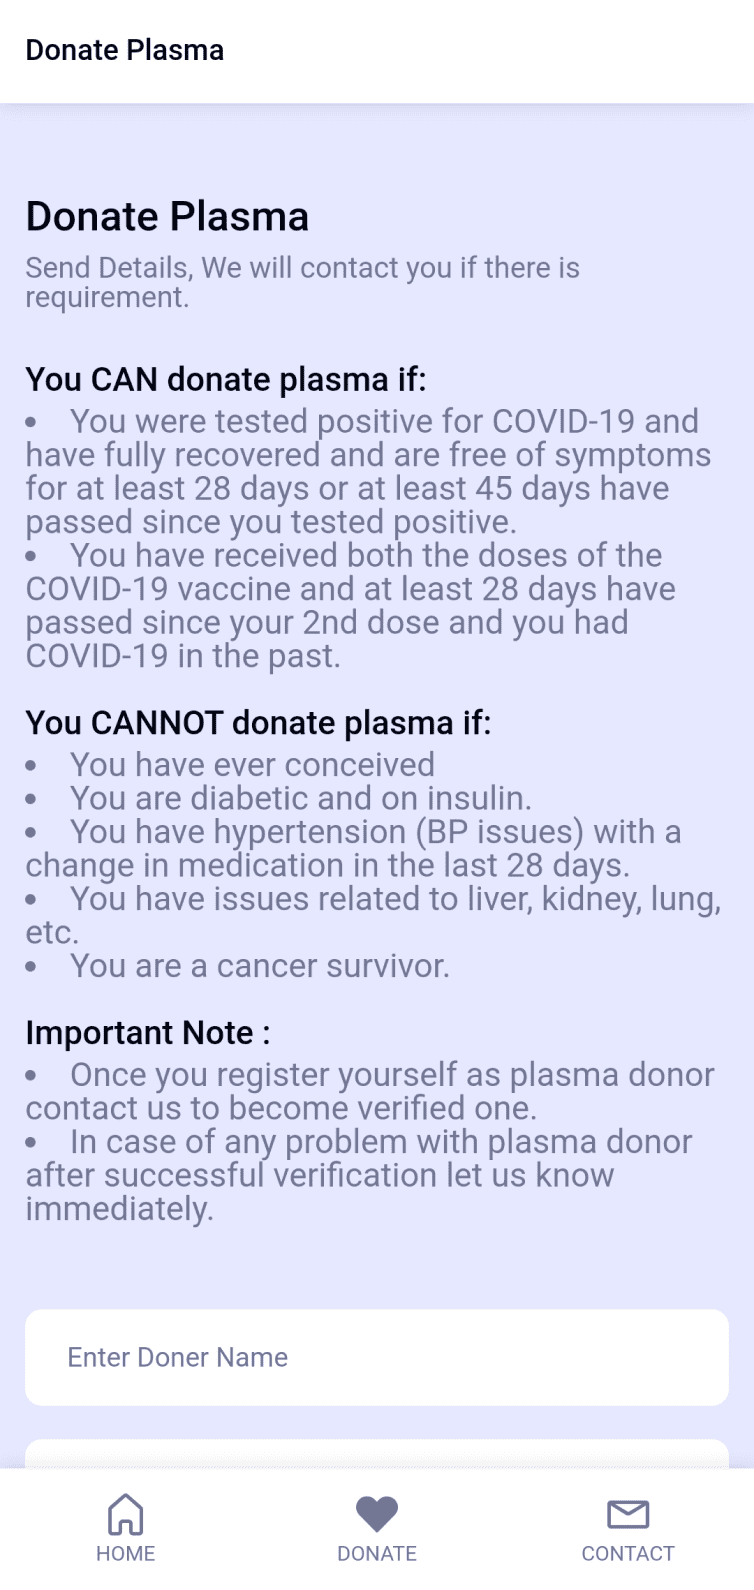 Donate Plasma
Donate Plasma
Send Details, We will contact you if there is
requirement.
You CAN donate plasma if:
• You were tested positive for COVID-19 and
have fully recovered and are free of symptoms
for at least 28 days or at least 45 days have
passed since you tested positive.
• You have received both the doses of the
COVID-19 vaccine and at least 28 days have
passed since your 2nd dose and you had
COVID-19 in the past.
You CANNOT donate plasma if:
• You have ever conceived
• You are diabetic and on insulin.
• You have hypertension (BP issues) with a
change in medication in the last 28 days.
• You have issues related to liver, kidney, lung,
etc.
• You are a cancer survivor.
Important Note :
• Once you register yourself as plasma donor
contact us to become verified one.
• In case of any problem with plasma donor
after successful verification let us know
immediately.
Enter Doner Name
HOME
DONATE
CONTACT